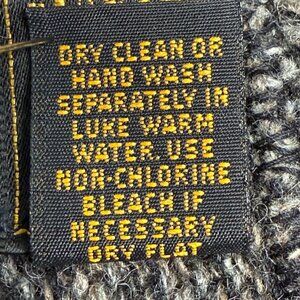 DRY CLEAN OR
HAND WASH
SEPARATELY IN
LUKE WARM
WATER. USE
NON-CHLORINE
BLEACH IF
NECESSARY
DRY FLAT